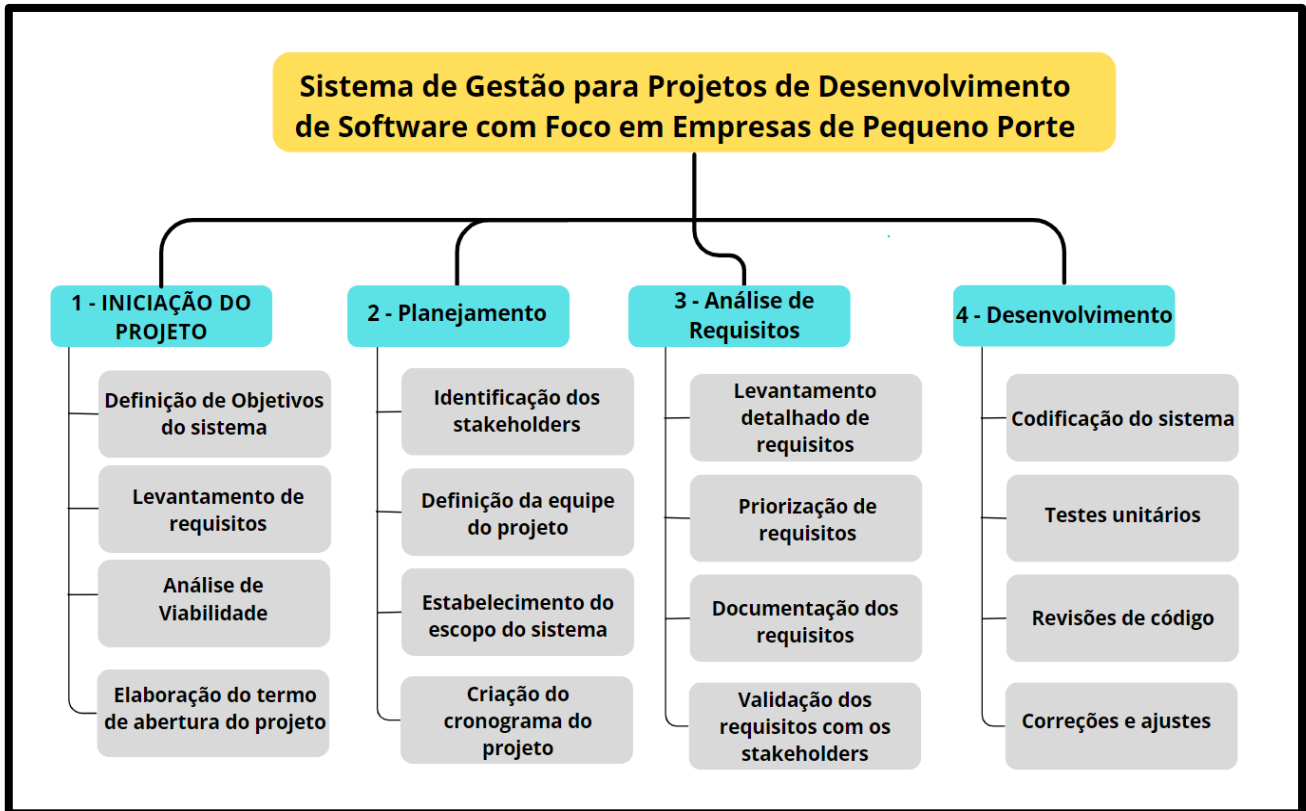 Sistema de Gestão para Projetos de Desenvolvimento
de Software com Foco em Empresas de Pequeno Porte
1 - INICIAÇÃO DO
PROJETO
Definição de Objetivos
do sistema
Levantamento de
requisitos
Análise de
Viabilidade
Elaboração do termo
de abertura do projeto
2 - Planejamento
Identificação dos
stakeholders
Definição da equipe
do projeto
Estabelecimento do
escopo do sistema
Criação do
cronograma do
projeto
3 - Análise de
Requisitos
Levantamento
detalhado de
requisitos
Priorização de
requisitos
Documentação dos
requisitos
Validação dos
requisitos com os
stakeholders
4 - Desenvolvimento
Codificação do sistema
Testes unitários
Revisões de código
Correções e ajustes